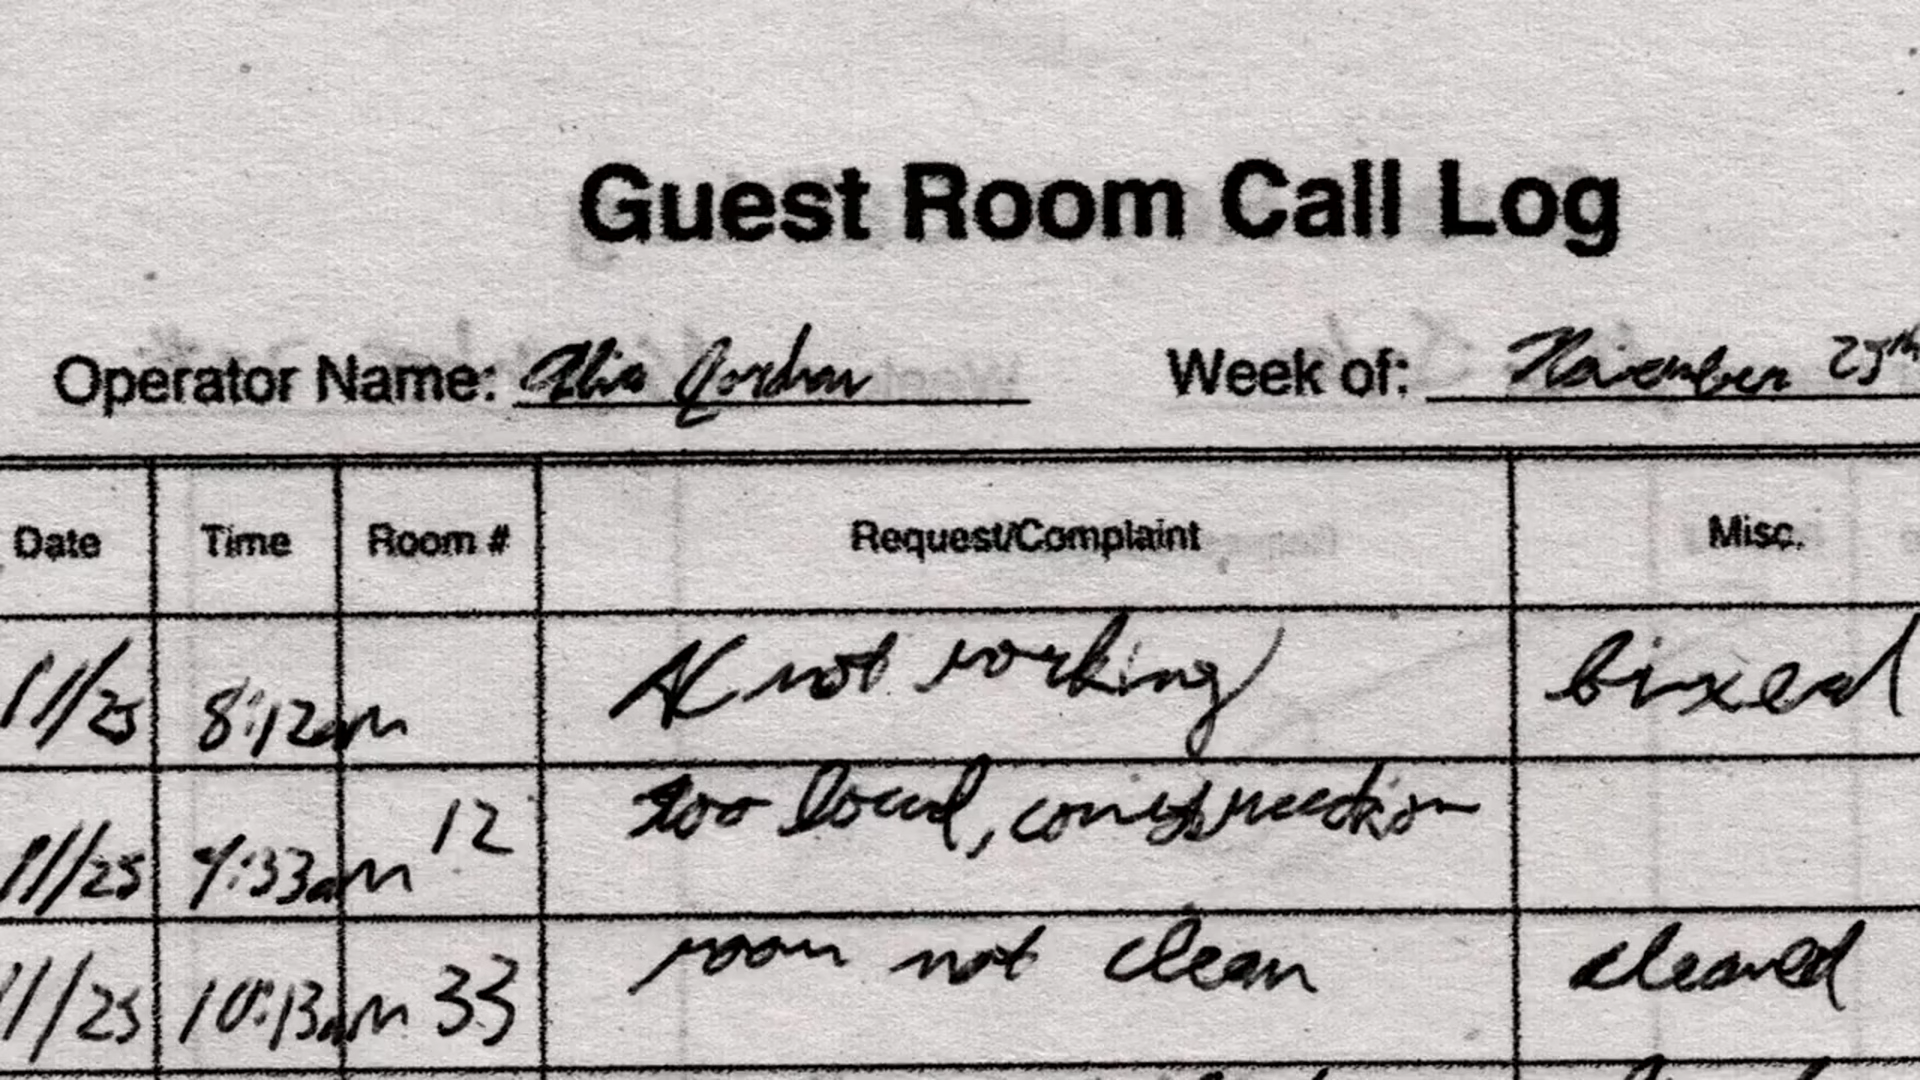 Guest Room Call Log
Operator Name: Week of: November 25th
Date Time Room # Request/Complaint Misc.
11/25 8:12am AC not working fixed
11/25 9:33am 12 too loud, construction
11/25 10:13am 33 room not clean cleaned